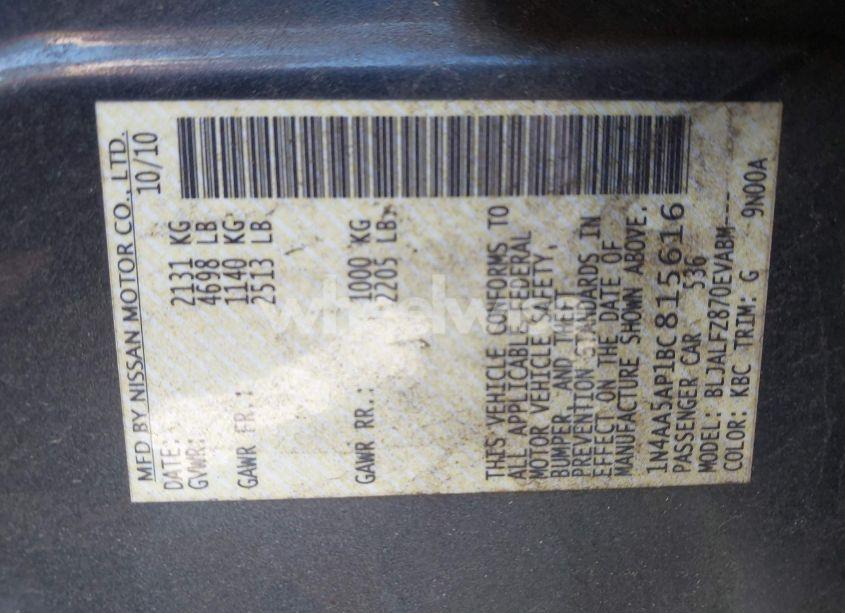 MFD BY NISSAN MOTOR CO., LTD.
DATE: 10/10
GVWR: 2131 KG
4698 LB
GAWR FR.: 1140 KG
2513 LB
GAWR RR.: 1000 KG
2205 LB
THIS VEHICLE CONFORMS TO
ALL APPLICABLE FEDERAL
MOTOR VEHICLE SAFETY,
BUMPER, AND THEFT
PREVENTION STANDARDS IN
EFFECT ON THE DATE OF
MANUFACTURE SHOWN ABOVE.
1N4AA5AP1BC815616
PASSENGER CAR 536
MODEL: BLJALFZ870EVABM----
COLOR: KBC TRIM: G 9N00A
wheelwise